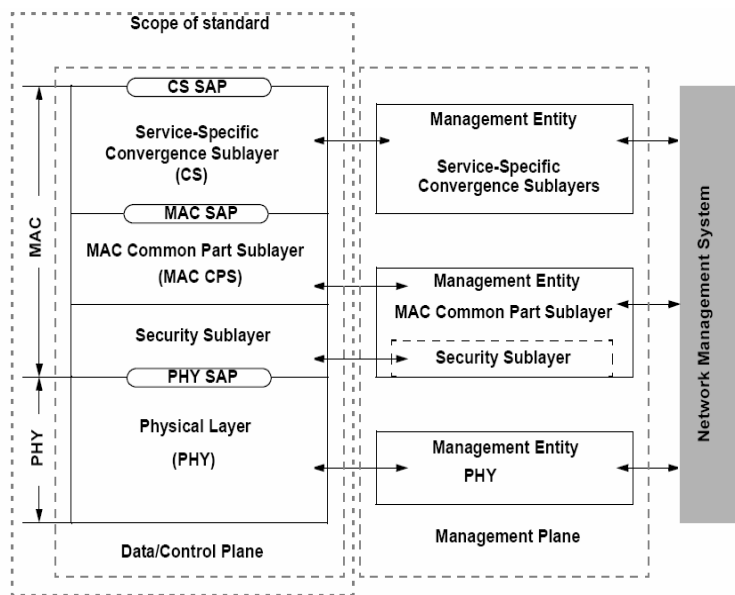 Scope of standard
CS SAP
Service-Specific
Convergence Sublayer
(CS)
MAC SAP
MAC Common Part Sublayer
(MAC CPS)
Security Sublayer
PHY SAP
Physical Layer
(PHY)
Data/Control Plane
MAC
PHY
Management Entity
Service-Specific
Convergence Sublayers
Management Entity
MAC Common Part Sublayer
Security Sublayer
Management Entity
PHY
Management Plane
Network Management System